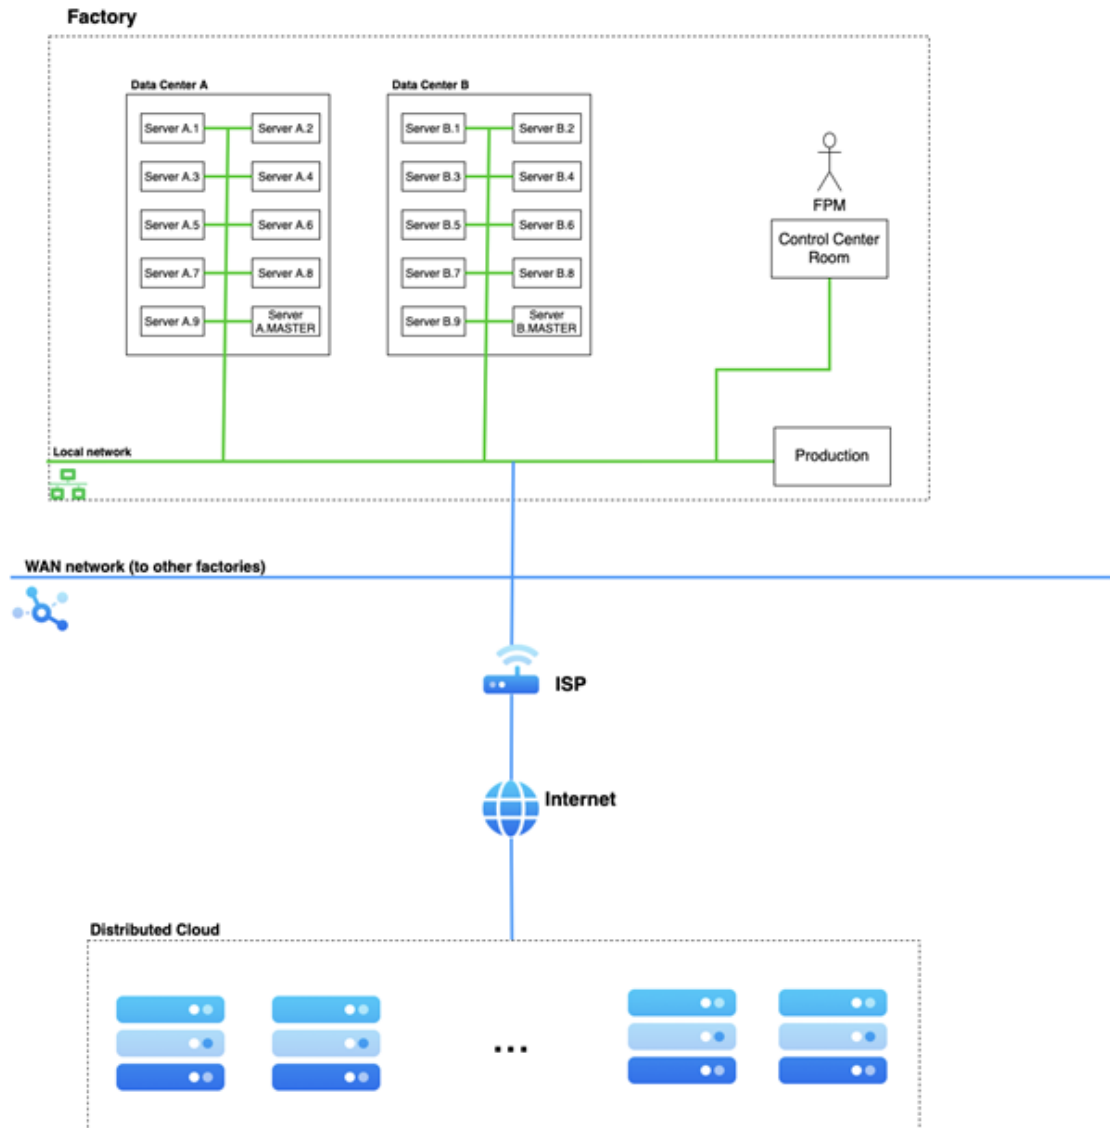 Factory
Data Center A
Data Center B
Server A.1
Server A.2
Server B.1
Server B.2
Server A.3
Server A.4
Server B.3
Server B.4
FPM
Server A.5
Server A.6
Server B.5
Server B.6
Control Center
Room
Server A.7
Server A.8
Server B.7
Server B.8
Server A.9
Server
A.MASTER
Server B.9
Server
B.MASTER
Local network
Production
WAN network (to other factories)
ISP
Internet
Distributed Cloud
...